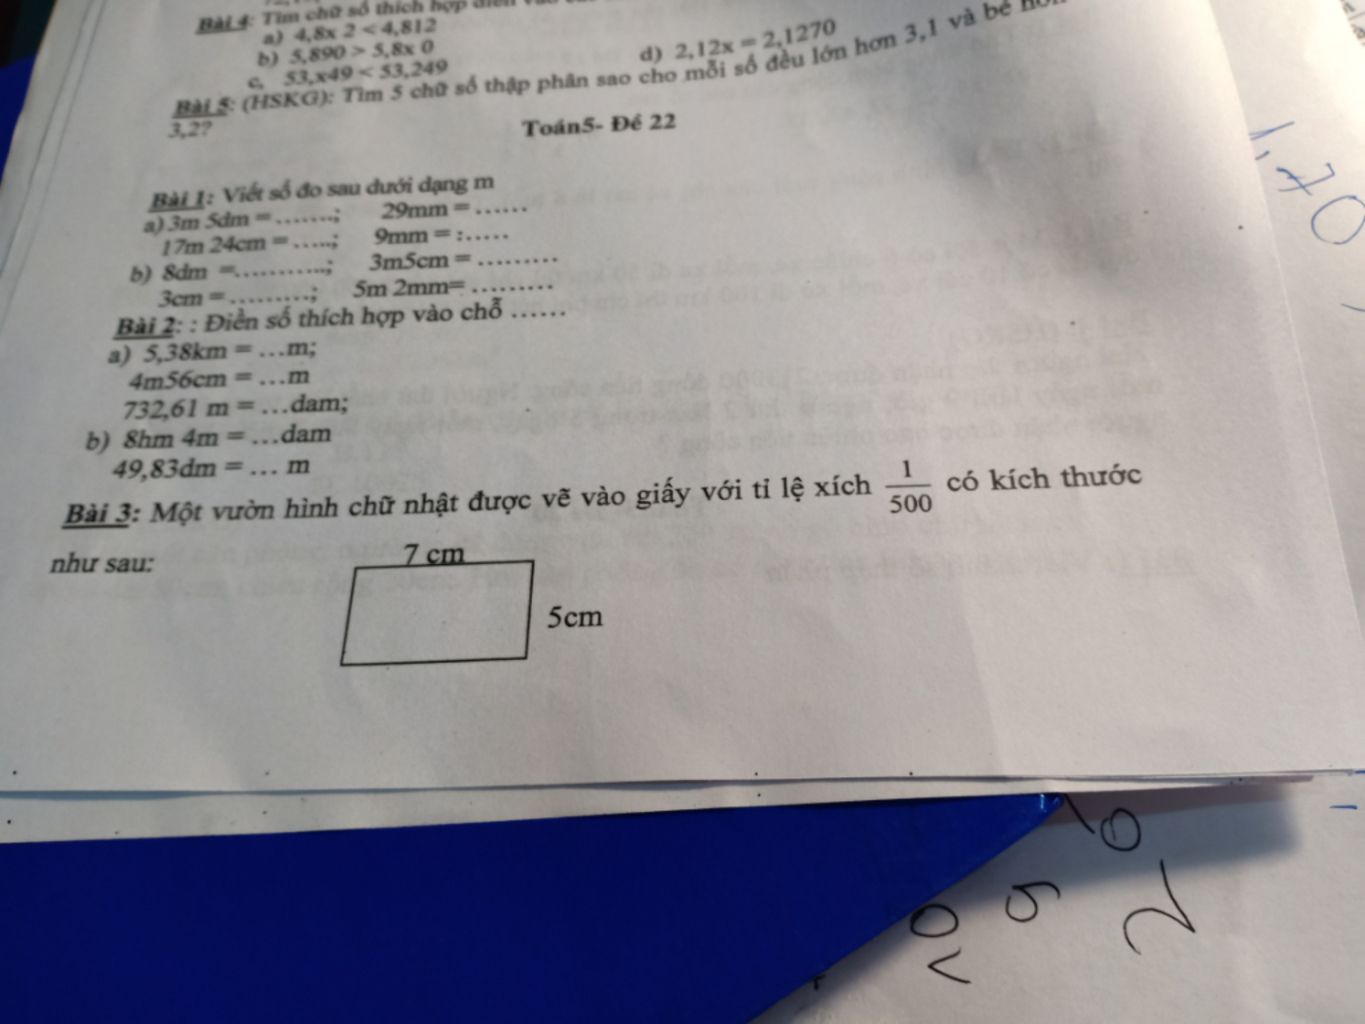 Bài 4: Tìm chữ số thích hợp điền vào
a) 4,8x 2 < 4,812
b) 5,890 > 5,8x 0
c, 53,x49 < 53,249
d) 2,12x = 2,1270
Bài 5: (HSKG): Tìm 5 chữ số thập phân sao cho mỗi số đều lớn hơn 3,1 và bé hơn
3,2?
Toán5- Đề 22
Bài 1: Viết số đo sau dưới dạng m
a) 3m 5dm = .......; 29mm = ......
17m 24cm = .....; 9mm = :.....
b) 8dm =...........; 3m5cm = .........
3cm = .........; 5m 2mm= .........
Bài 2: : Điền số thích hợp vào chỗ ......
a) 5,38km = ...m;
4m56cm = ...m
732,61 m = ...dam;
b) 8hm 4m = ...dam
49,83dm = ... m
Bài 3: Một vườn hình chữ nhật được vẽ vào giấy với tỉ lệ xích 1/500 có kích thước
như sau:
7 cm
5cm
1,70